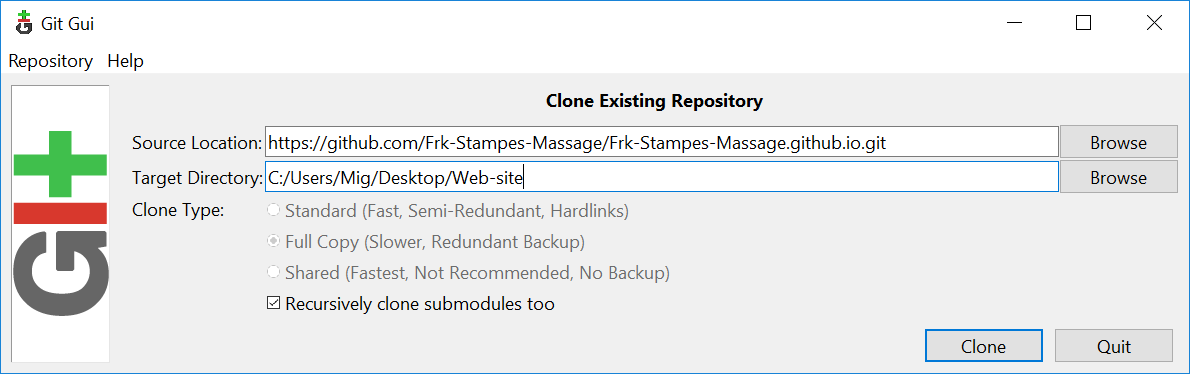 Git Gui
Repository Help
Clone Existing Repository
Source Location: https://github.com/Frk-Stampes-Massage/Frk-Stampes-Massage.github.io.git Browse
Target Directory: C:/Users/Mig/Desktop/Web-site Browse
Clone Type: Standard (Fast, Semi-Redundant, Hardlinks)
Full Copy (Slower, Redundant Backup)
Shared (Fastest, Not Recommended, No Backup)
Recursively clone submodules too
Clone Quit